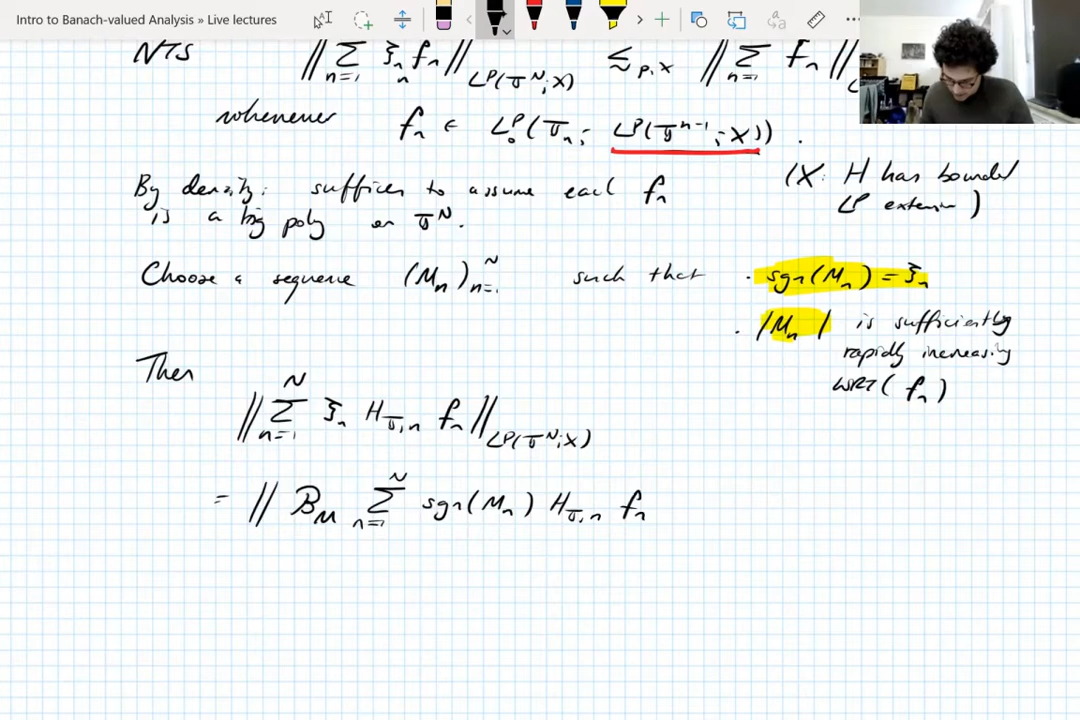 Intro to Banach-valued Analysis » Live lectures
NTS ‖ ∑_{n=1} ξ_n f_n ‖_{L^p(𝕋^N; X)} ≲_{p,X} ‖ ∑_{n=1} f_n ‖
whenever f_n ∈ L^p_0(𝕋_n; L^p(𝕋^{n-1}; X)).
(X: H has bounded
L^p extension)
By density: suffices to assume each f_n
is a trig poly on 𝕋^N.
Choose a sequence (M_n)_{n=1}^N such that · sgn(M_n) = ξ_n
· |M_n| is sufficiently
rapidly increasing
WRT (f_n)
Then
‖ ∑_{n=1}^N ξ_n H_{𝕋,n} f_n ‖_{L^p(𝕋^N; X)}
= ‖ B_M ∑_{n=1}^N sgn(M_n) H_{𝕋,n} f_n